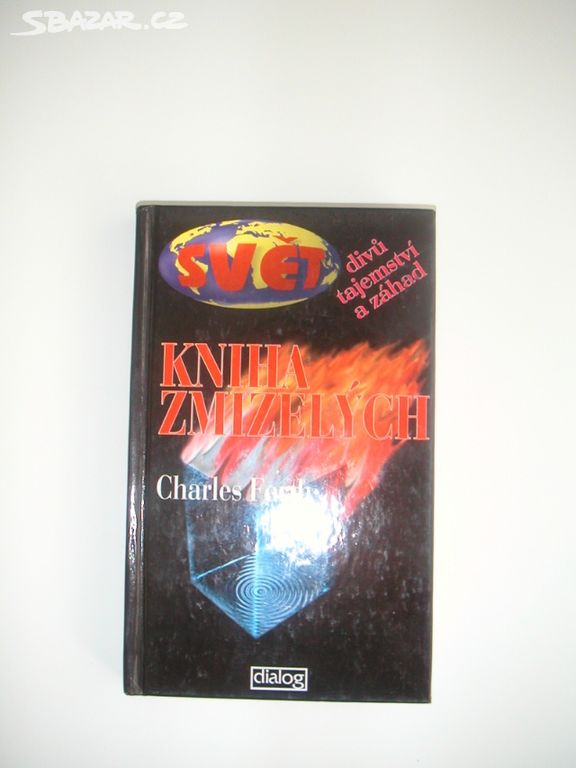 SBAZAR.CZ
SVĚT
divů
tajemství
a záhad
KNIHA
ZMIZELÝCH
Charles
dialog